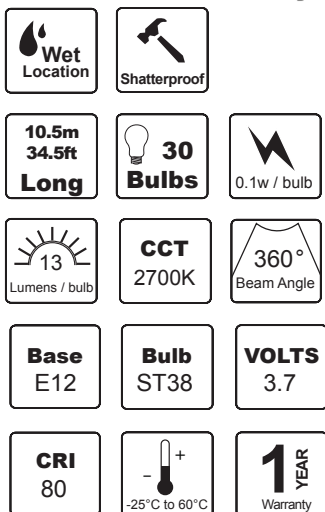 Wet
Location
Shatterproof
10.5m
34.5ft
Long
30
Bulbs
0.1w / bulb
13
Lumens / bulb
CCT
2700K
360°
Beam Angle
Base
E12
Bulb
ST38
VOLTS
3.7
CRI
80
+
-
-25°C to 60°C
1 YEAR
Warranty